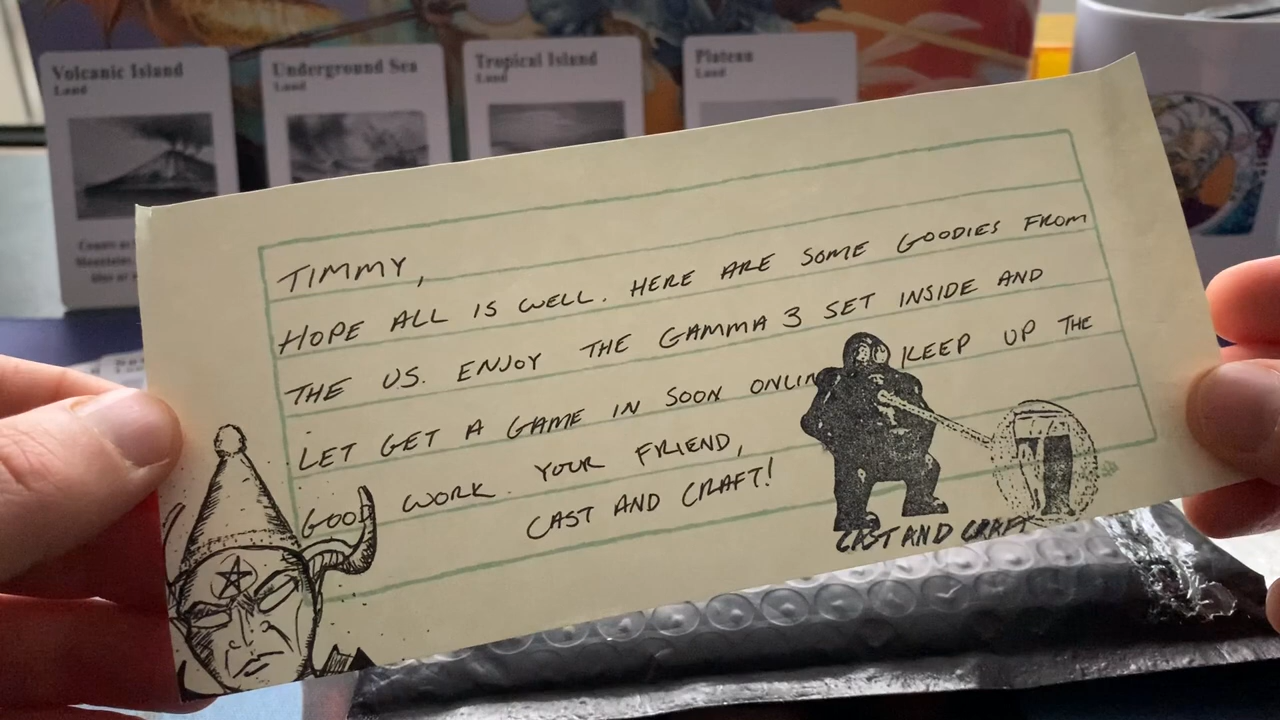 Volcanic Island
Land
Underground Sea
Land
Tropical Island
Land
Plateau
Land
TIMMY,
HOPE ALL IS WELL. HERE ARE SOME GOODIES FROM
THE US. ENJOY THE GAMMA 3 SET INSIDE AND
LET GET A GAME IN SOON ONLIN KEEP UP THE
GOOD WORK. YOUR FRIEND,
CAST AND CRAFT!
CAST AND CRAFT